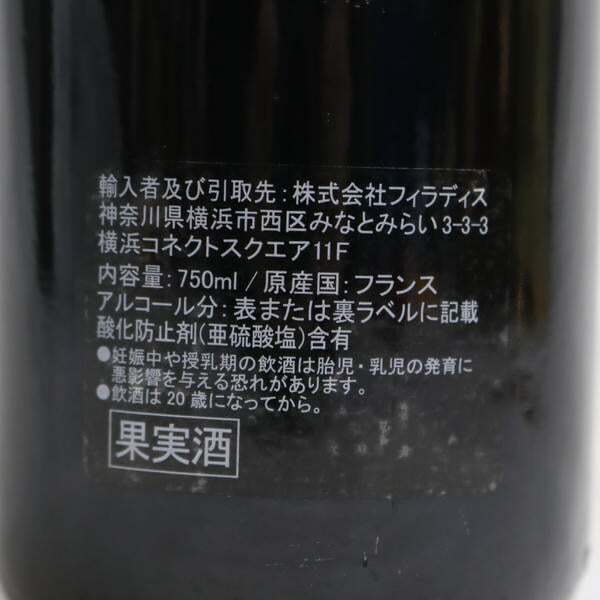 輸入者及び引取先：株式会社フィラディス
神奈川県横浜市西区みなとみらい3-3-3
横浜コネクトスクエア11F
内容量：750ml / 原産国：フランス
アルコール分：表または裏ラベルに記載
酸化防止剤(亜硫酸塩)含有
●妊娠中や授乳期の飲酒は胎児・乳児の発育に
悪影響を与える恐れがあります。
●飲酒は20歳になってから。
果実酒